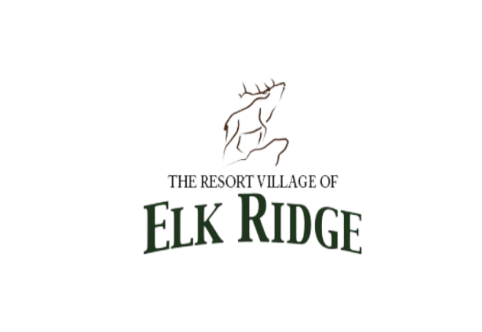 THE RESORT VILLAGE OF
ELK RIDGE